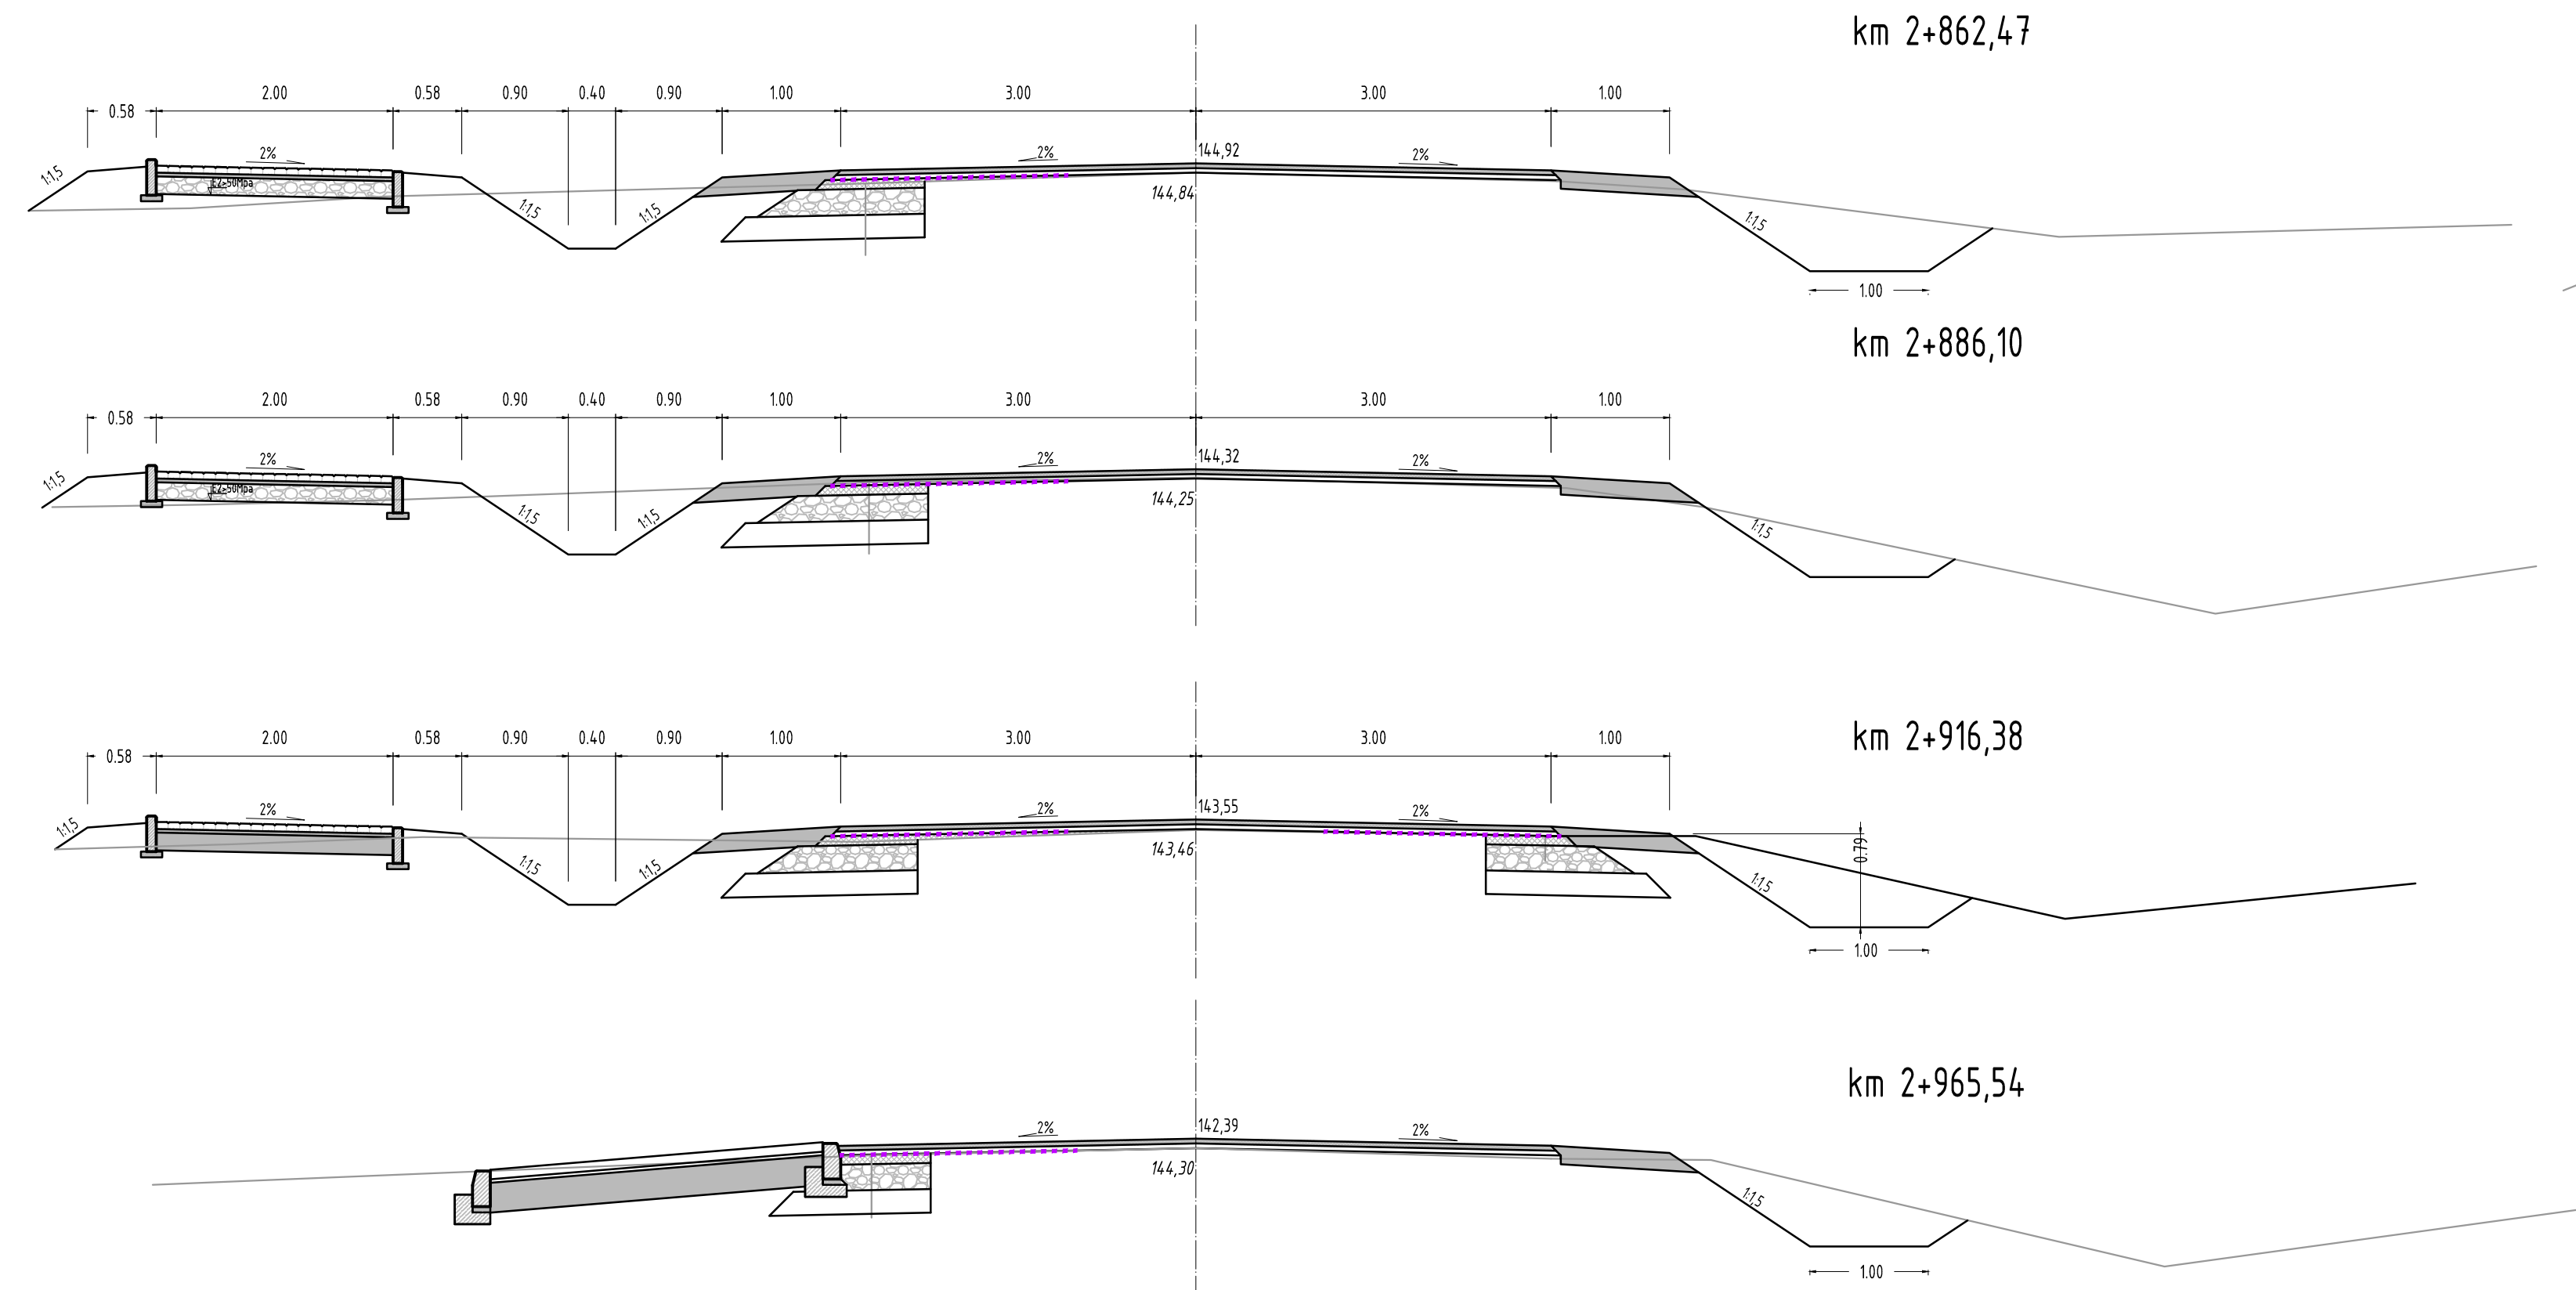 km 2+862,47
0.58 2.00 0.58 0.90 0.40 0.90 1.00 3.00 3.00 1.00
1:1,5 2% E2>50Mpa 1:1,5 1:1,5 2% 144,92 2% 1:1,5
144,84
1.00
km 2+886,10
0.58 2.00 0.58 0.90 0.40 0.90 1.00 3.00 3.00 1.00
1:1,5 2% E2>50Mpa 1:1,5 1:1,5 2% 144,32 2% 1:1,5
144,25
km 2+916,38
0.58 2.00 0.58 0.90 0.40 0.90 1.00 3.00 3.00 1.00
1:1,5 2% 1:1,5 1:1,5 2% 143,55 2% 1:1,5 0.79
143,46
1.00
km 2+965,54
2% 142,39 2%
144,30 1:1,5
1.00